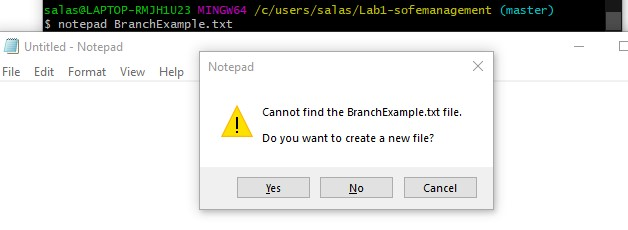 salas@LAPTOP-RMJH1U23 MINGW64 /c/users/salas/Lab1-sofemanagement (master)
$ notepad BranchExample.txt
Untitled - Notepad
File Edit Format View Help
Notepad
Cannot find the BranchExample.txt file.
Do you want to create a new file?
Yes No Cancel